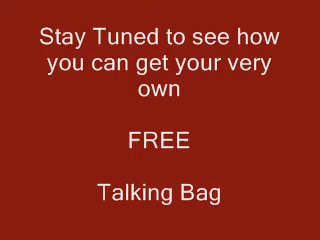 Stay Tuned to see how
you can get your very
own
FREE
Talking Bag